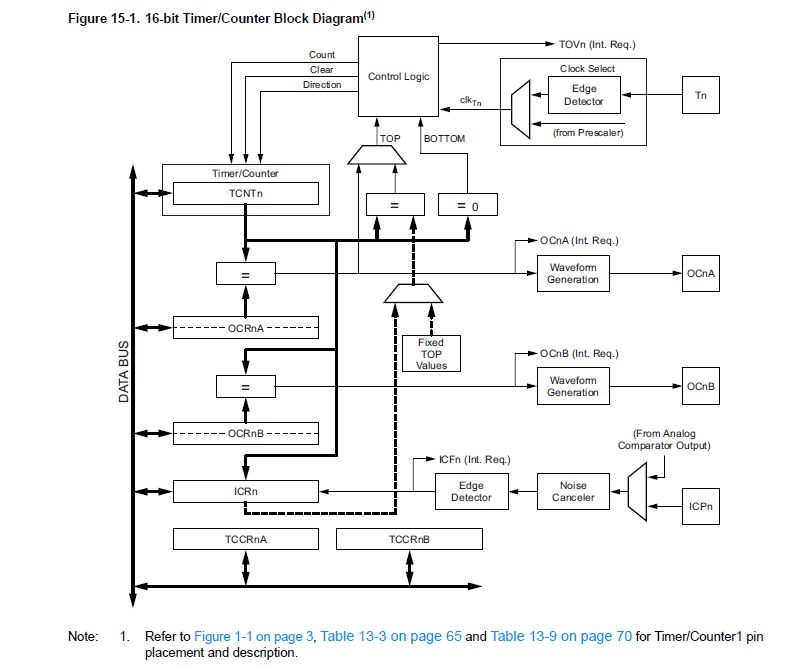 Figure 15-1. 16-bit Timer/Counter Block Diagram(1)
Count
Clear
Direction
Control Logic
TOVn (Int. Req.)
Clock Select
Edge
Detector
Tn
clkTn
(from Prescaler)
TOP
BOTTOM
Timer/Counter
TCNTn
=
= 0
OCnA (Int. Req.)
=
Waveform
Generation
OCnA
OCRnA
Fixed
TOP
Values
DATA BUS
OCnB (Int. Req.)
=
Waveform
Generation
OCnB
OCRnB
(From Analog
Comparator Output)
ICFn (Int. Req.)
ICRn
Edge
Detector
Noise
Canceler
ICPn
TCCRnA
TCCRnB
Note: 1. Refer to Figure 1-1 on page 3, Table 13-3 on page 65 and Table 13-9 on page 70 for Timer/Counter1 pin
placement and description.